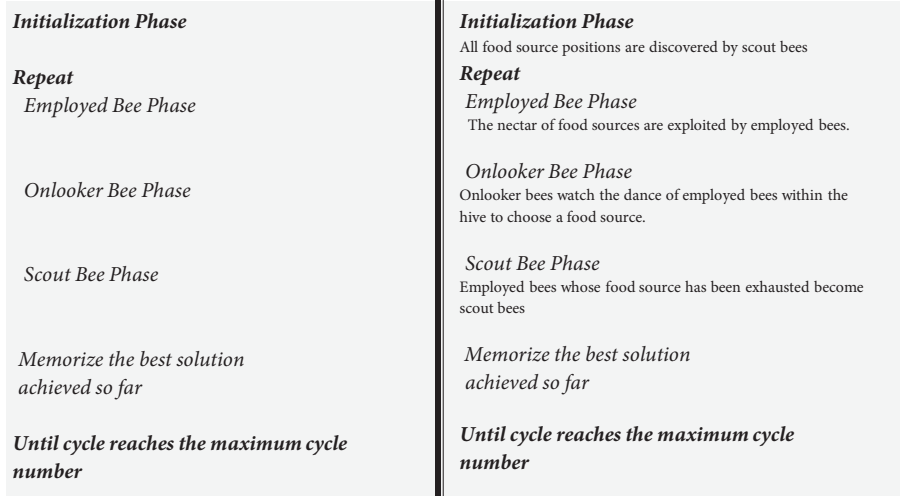 Initialization Phase
Repeat
Employed Bee Phase
Onlooker Bee Phase
Scout Bee Phase
Memorize the best solution
achieved so far
Until cycle reaches the maximum cycle
number
Initialization Phase
All food source positions are discovered by scout bees
Repeat
Employed Bee Phase
The nectar of food sources are exploited by employed bees.
Onlooker Bee Phase
Onlooker bees watch the dance of employed bees within the
hive to choose a food source.
Scout Bee Phase
Employed bees whose food source has been exhausted become
scout bees
Memorize the best solution
achieved so far
Until cycle reaches the maximum cycle
number